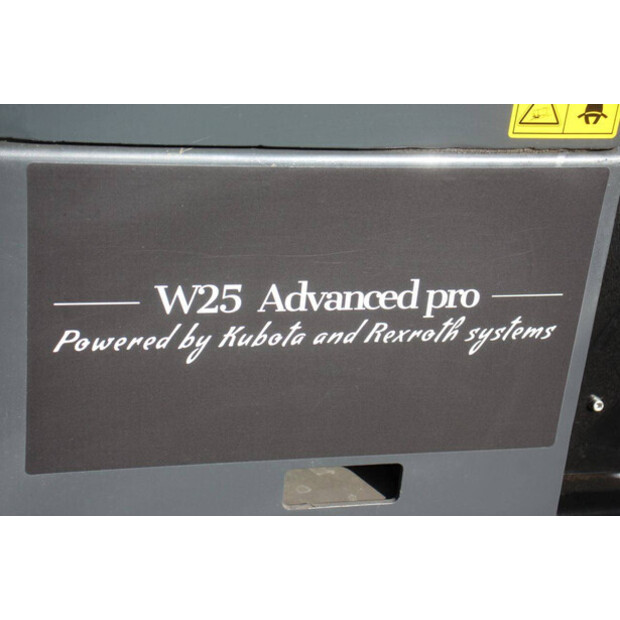 W25 Advanced pro
Powered by Kubota and Rexroth systems